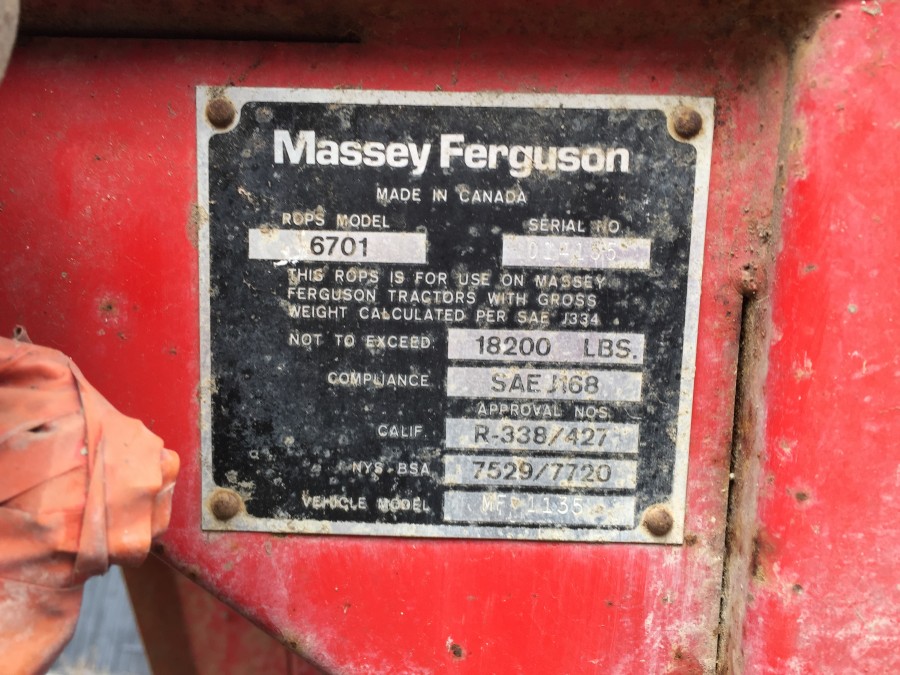 Massey Ferguson
MADE IN CANADA
ROPS MODEL SERIAL NO
6701
THIS ROPS IS FOR USE ON MASSEY
FERGUSON TRACTORS WITH GROSS
WEIGHT CALCULATED PER SAE J334
NOT TO EXCEED 18200 LBS.
COMPLIANCE SAE J168
APPROVAL NOS.
CALIF. R-338/427
NYS-BSA 7529/7720
VEHICLE MODEL MF-1135